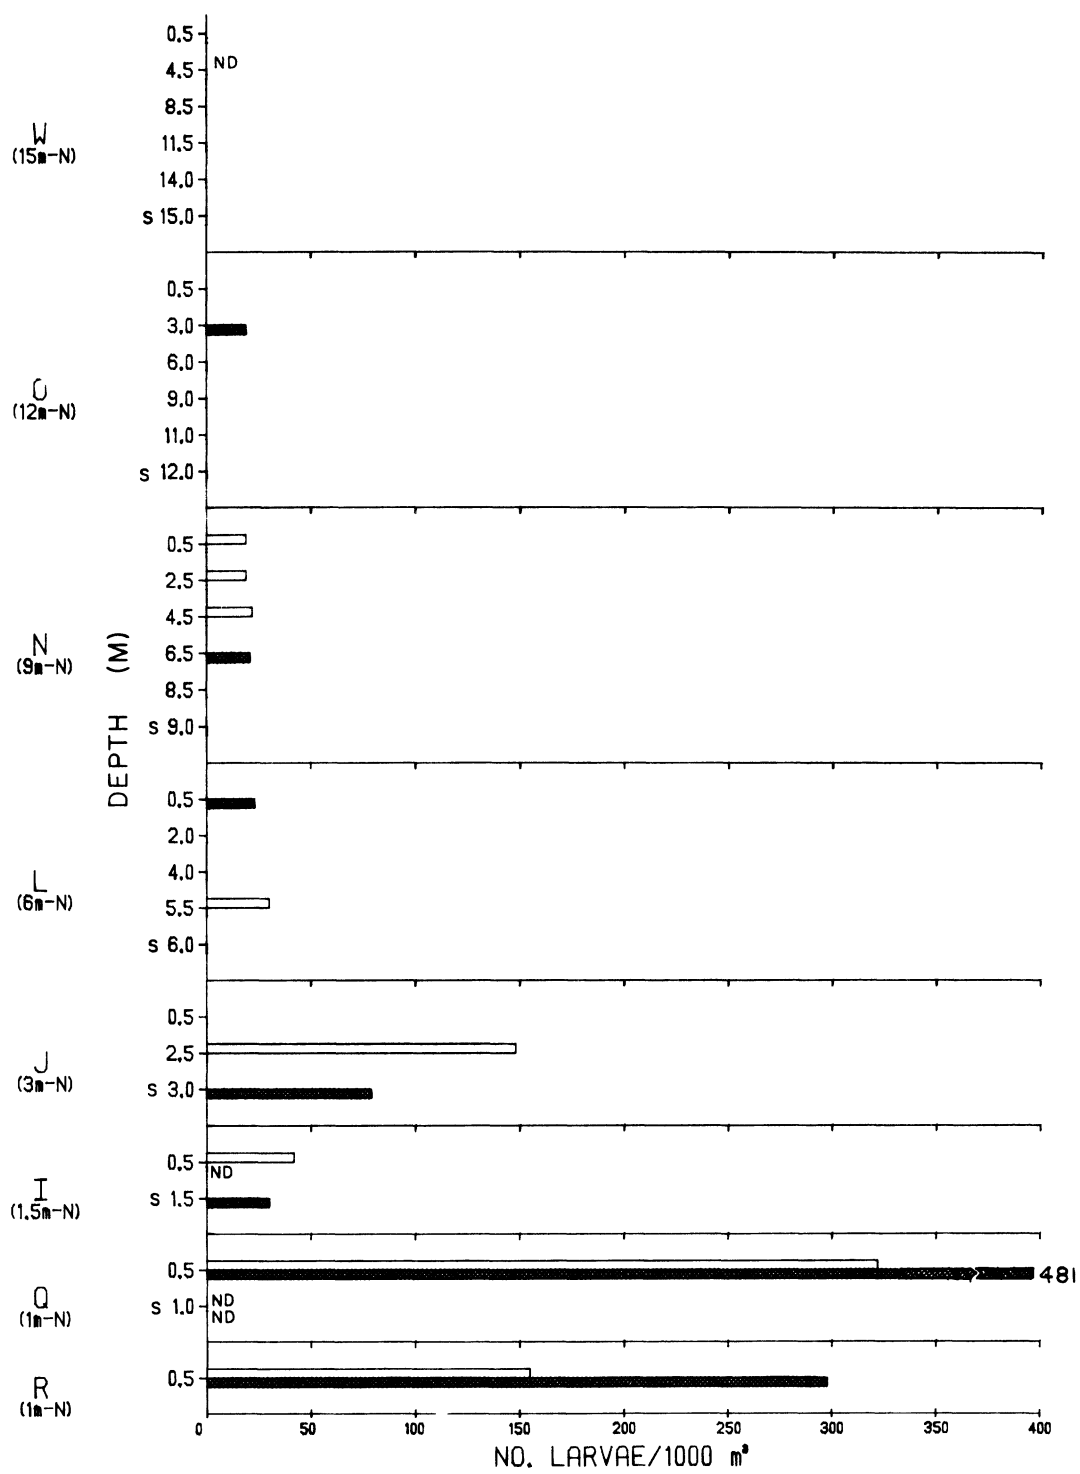 0.5
ND
4.5
8.5
W
11.5
(15m-N)
14.0
S 15.0
0.5
3.0
6.0
O
9.0
(12m-N)
11.0
S 12.0
0.5
2.5
4.5
N
6.5
(9m-N)
8.5
S 9.0
DEPTH (M)
0.5
2.0
4.0
L
(6m-N)
5.5
S 6.0
0.5
J
2.5
(3m-N)
S 3.0
0.5
ND
I
S 1.5
(1.5m-N)
0.5
481
Q
ND
S 1.0
ND
(1m-N)
0.5
R
(1m-N)
0 50 100 150 200 250 300 350 400
NO. LARVAE/1000 m³